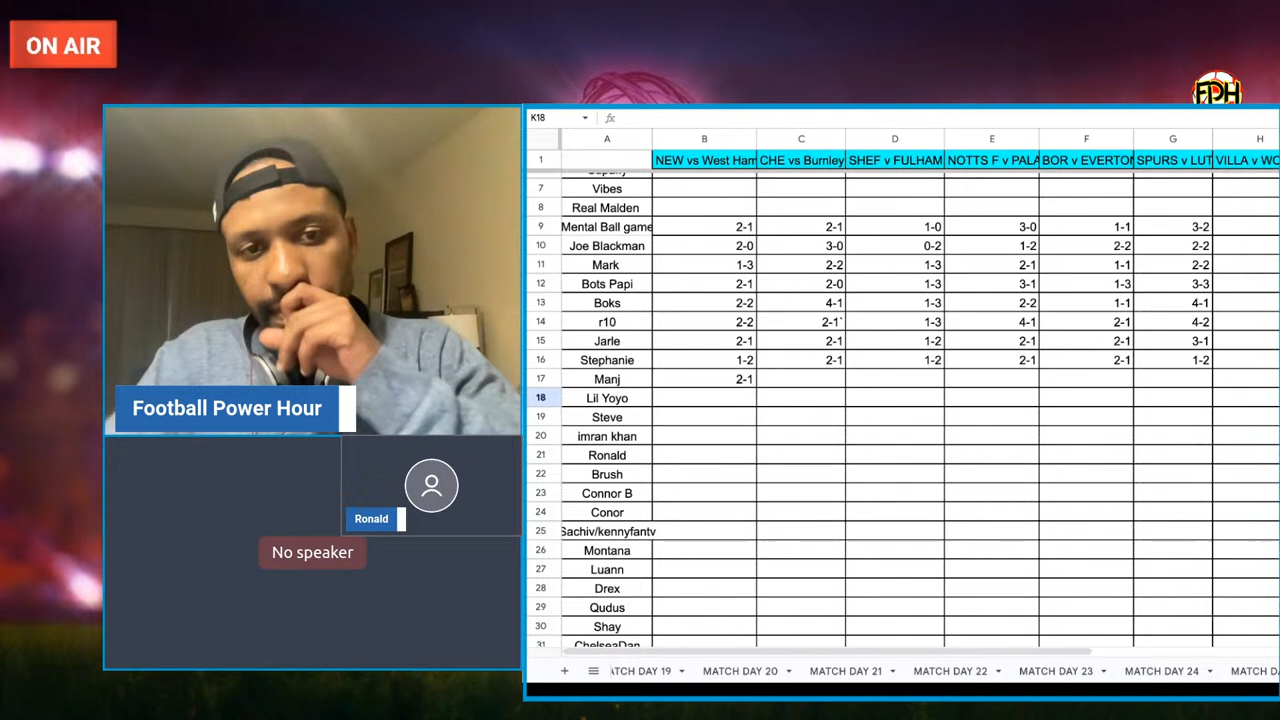 ON AIR
FPH
K18 fx
A B C D E F G H
1 NEW vs West Ham CHE vs Burnley SHEF v FULHAM NOTTS F v PALA BOR v EVERTON SPURS v LUT VILLA v WO
7 Vibes
8 Real Malden
9 Mental Ball game 2-1 2-1 1-0 3-0 1-1 3-2
10 Joe Blackman 2-0 3-0 0-2 1-2 2-2 2-2
11 Mark 1-3 2-2 1-3 2-1 1-1 2-2
12 Bots Papi 2-1 2-0 1-3 3-1 1-3 3-3
13 Boks 2-2 4-1 1-3 2-2 1-1 4-1
14 r10 2-2 2-1` 1-3 4-1 2-1 4-2
15 Jarle 2-1 2-1 1-2 2-1 2-1 3-1
16 Stephanie 1-2 2-1 1-2 2-1 2-1 1-2
17 Manj 2-1
18 Lil Yoyo
19 Steve
20 imran khan
21 Ronald
22 Brush
23 Connor B
24 Conor
25 Sachiv/kennyfantv
26 Montana
27 Luann
28 Drex
29 Qudus
30 Shay
31 ChelseaDan
+ ATCH DAY 19 MATCH DAY 20 MATCH DAY 21 MATCH DAY 22 MATCH DAY 23 MATCH DAY 24 MATCH D
Football Power Hour
Ronald
No speaker